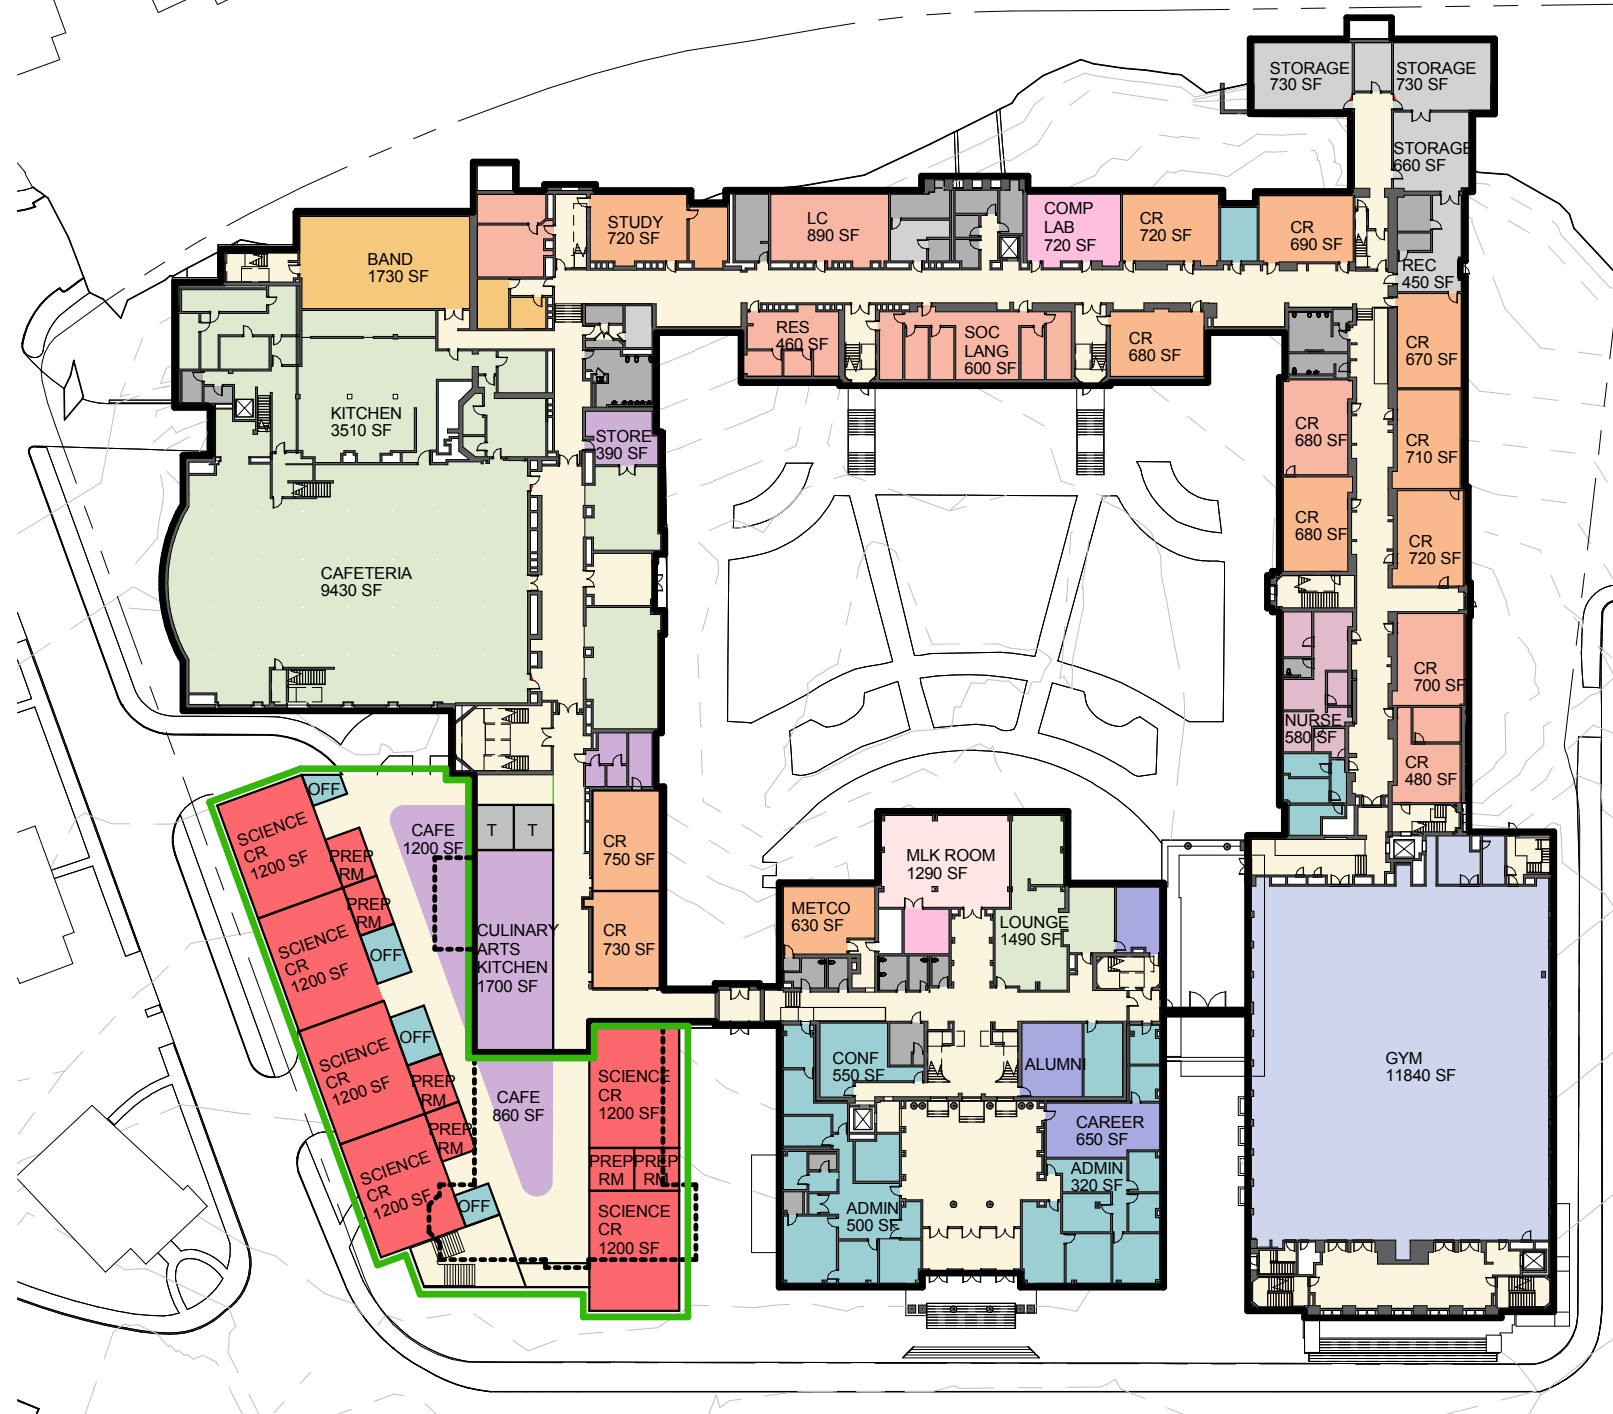 STORAGE
730 SF
STORAGE
730 SF
STORAGE
660 SF
REC
450 SF
BAND
1730 SF
STUDY
720 SF
LC
890 SF
COMP
LAB
720 SF
CR
720 SF
CR
690 SF
RES
460 SF
SOC
LANG
600 SF
CR
680 SF
CR
670 SF
CR
680 SF
CR
710 SF
CR
680 SF
CR
720 SF
KITCHEN
3510 SF
STORE
390 SF
CAFETERIA
9430 SF
CR
700 SF
NURSE
580 SF
CR
480 SF
OFF
SCIENCE
CR
1200 SF
PREP
RM
PREP
RM
SCIENCE
CR
1200 SF
OFF
CAFE
1200 SF
T
T
CULINARY
ARTS
KITCHEN
1700 SF
CR
750 SF
CR
730 SF
MLK ROOM
1290 SF
METCO
630 SF
LOUNGE
1490 SF
OFF
SCIENCE
CR
1200 SF
PREP
RM
PREP
RM
SCIENCE
CR
1200 SF
OFF
CAFE
860 SF
SCIENCE
CR
1200 SF
PREP
RM
PREP
RM
SCIENCE
CR
1200 SF
CONF
550 SF
ALUMNI
CAREER
650 SF
ADMIN
320 SF
ADMIN
500 SF
GYM
11840 SF